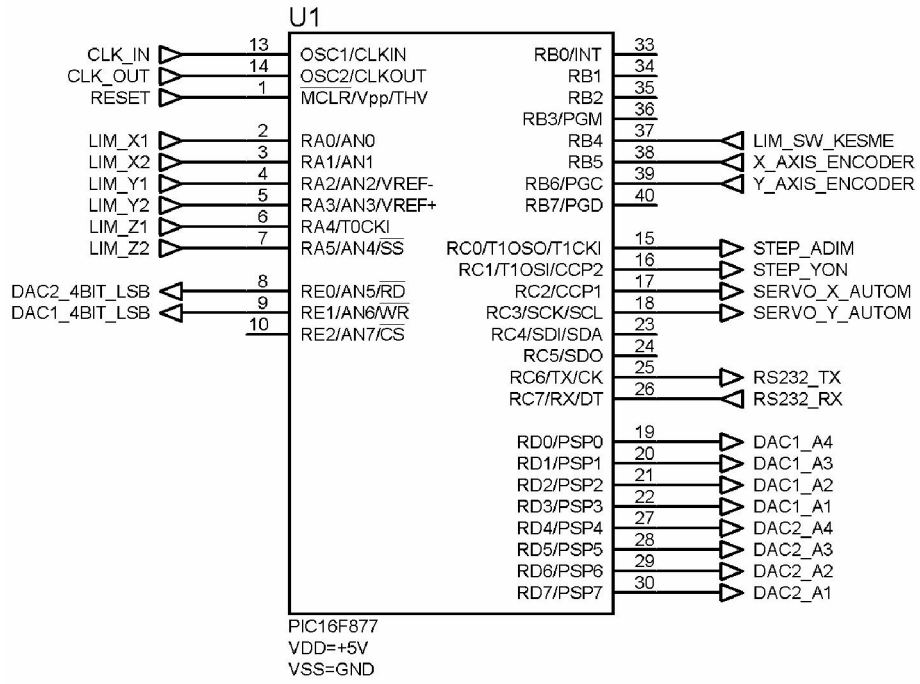 U1
CLK_IN 13 OSC1/CLKIN RB0/INT 33
CLK_OUT 14 OSC2/CLKOUT RB1 34
RESET 1 MCLR/Vpp/THV RB2 35
RB3/PGM 36
LIM_X1 2 RA0/AN0 RB4 37 LIM_SW_KESME
LIM_X2 3 RA1/AN1 RB5 38 X_AXIS_ENCODER
LIM_Y1 4 RA2/AN2/VREF- RB6/PGC 39 Y_AXIS_ENCODER
LIM_Y2 5 RA3/AN3/VREF+ RB7/PGD 40
LIM_Z1 6 RA4/T0CKI
LIM_Z2 7 RA5/AN4/SS RC0/T1OSO/T1CKI 15 STEP_ADIM
RC1/T1OSI/CCP2 16 STEP_YON
DAC2_4BIT_LSB 8 RE0/AN5/RD RC2/CCP1 17 SERVO_X_AUTOM
DAC1_4BIT_LSB 9 RE1/AN6/WR RC3/SCK/SCL 18 SERVO_Y_AUTOM
10 RE2/AN7/CS RC4/SDI/SDA 23
RC5/SDO 24
RC6/TX/CK 25 RS232_TX
RC7/RX/DT 26 RS232_RX
RD0/PSP0 19 DAC1_A4
RD1/PSP1 20 DAC1_A3
RD2/PSP2 21 DAC1_A2
RD3/PSP3 22 DAC1_A1
RD4/PSP4 27 DAC2_A4
RD5/PSP5 28 DAC2_A3
RD6/PSP6 29 DAC2_A2
RD7/PSP7 30 DAC2_A1
PIC16F877
VDD=+5V
VSS=GND